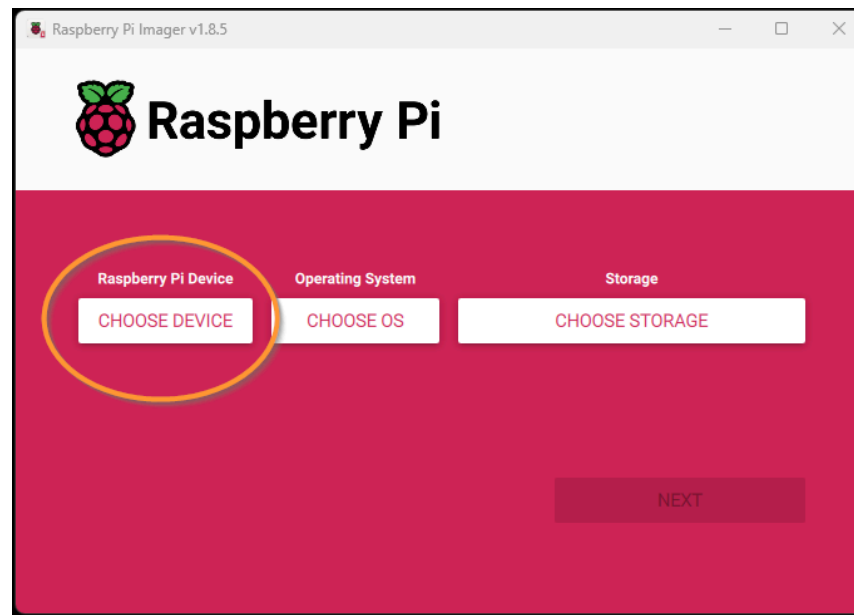 Raspberry Pi Imager v1.8.5
Raspberry Pi
Raspberry Pi Device Operating System Storage
CHOOSE DEVICE CHOOSE OS CHOOSE STORAGE
NEXT